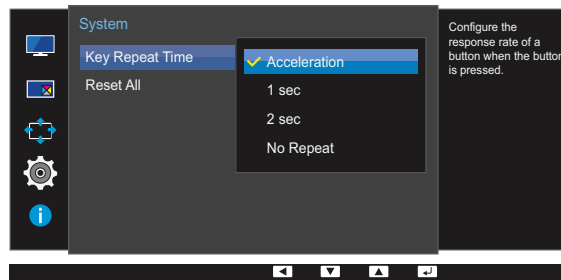 System
Key Repeat Time
Reset All
Acceleration
1 sec
2 sec
No Repeat
Configure the
response rate of a
button when the button
is pressed.